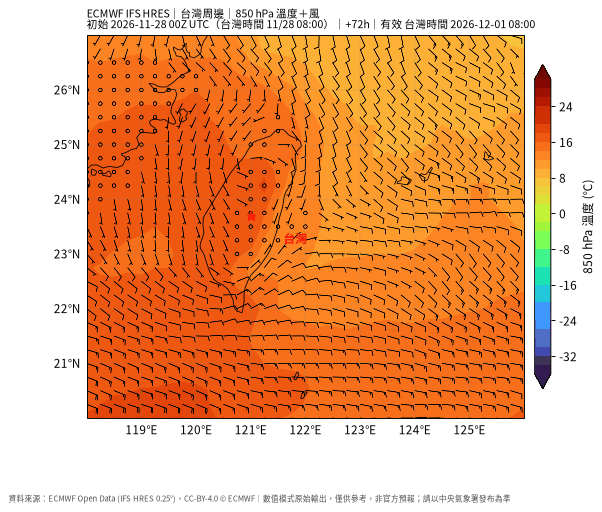 ECMWF IFS HRES｜台灣周邊｜850 hPa 溫度＋風
初始 2026-11-28 00Z UTC（台灣時間 11/28 08:00）｜+72h｜有效 台灣時間 2026-12-01 08:00
26°N
25°N
24°N
23°N
22°N
21°N
119°E
120°E
121°E
122°E
123°E
124°E
125°E
台灣
24
16
8
0
-8
-16
-24
-32
850 hPa 溫度 (°C)
資料來源：ECMWF Open Data (IFS HRES 0.25°)，CC-BY-4.0 © ECMWF｜數值模式原始輸出，僅供參考，非官方預報；請以中央氣象署發布為準